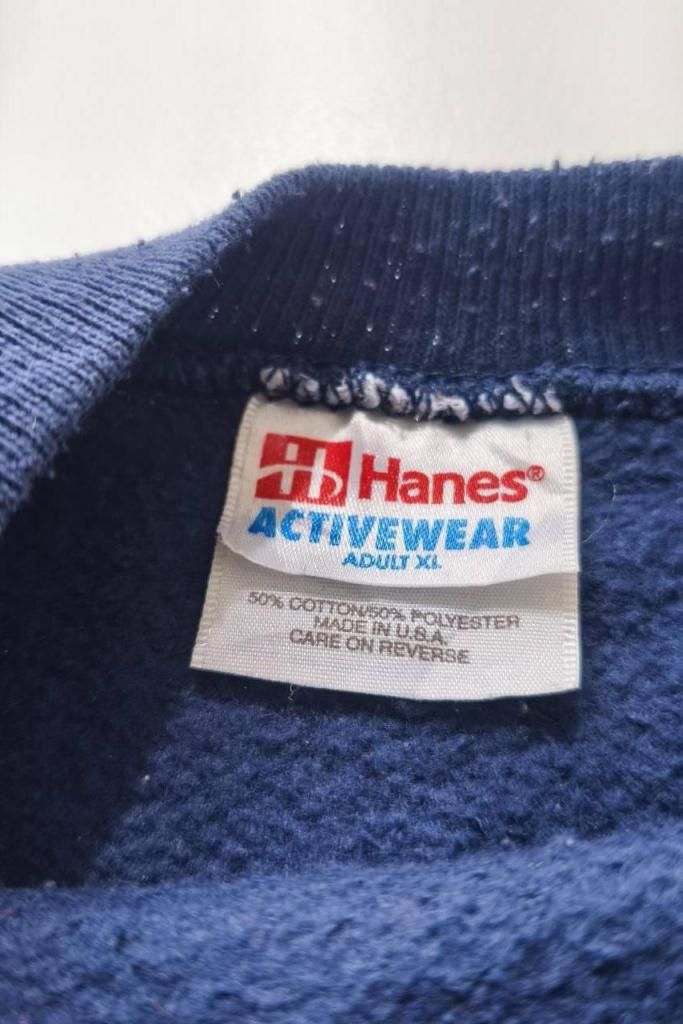 Hanes®
ACTIVEWEAR
ADULT XL
50% COTTON/50% POLYESTER
MADE IN U.S.A.
CARE ON REVERSE